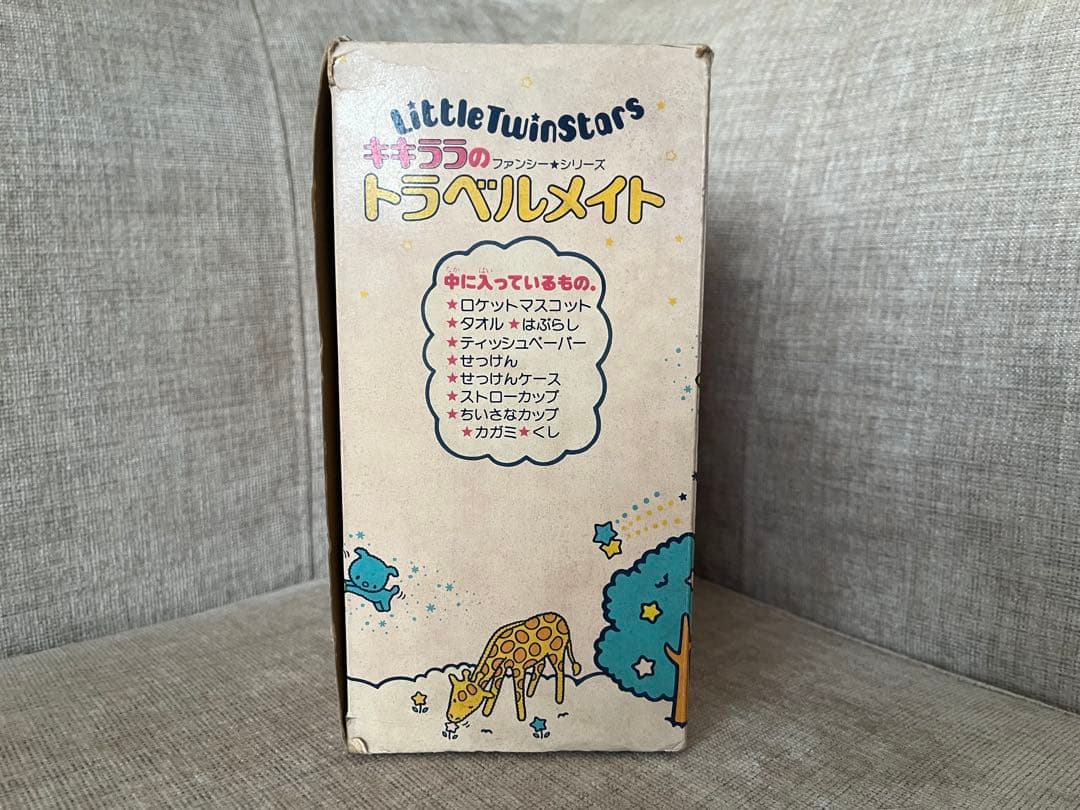 LittleTwinStars
キキララの ファンシー★シリーズ
トラベルメイト
なか はい
中に入っているもの。
★ロケットマスコット
★タオル ★はぶらし
★ティッシュペーパー
★せっけん
★せっけんケース
★ストローカップ
★ちいさなカップ
★カガミ★くし